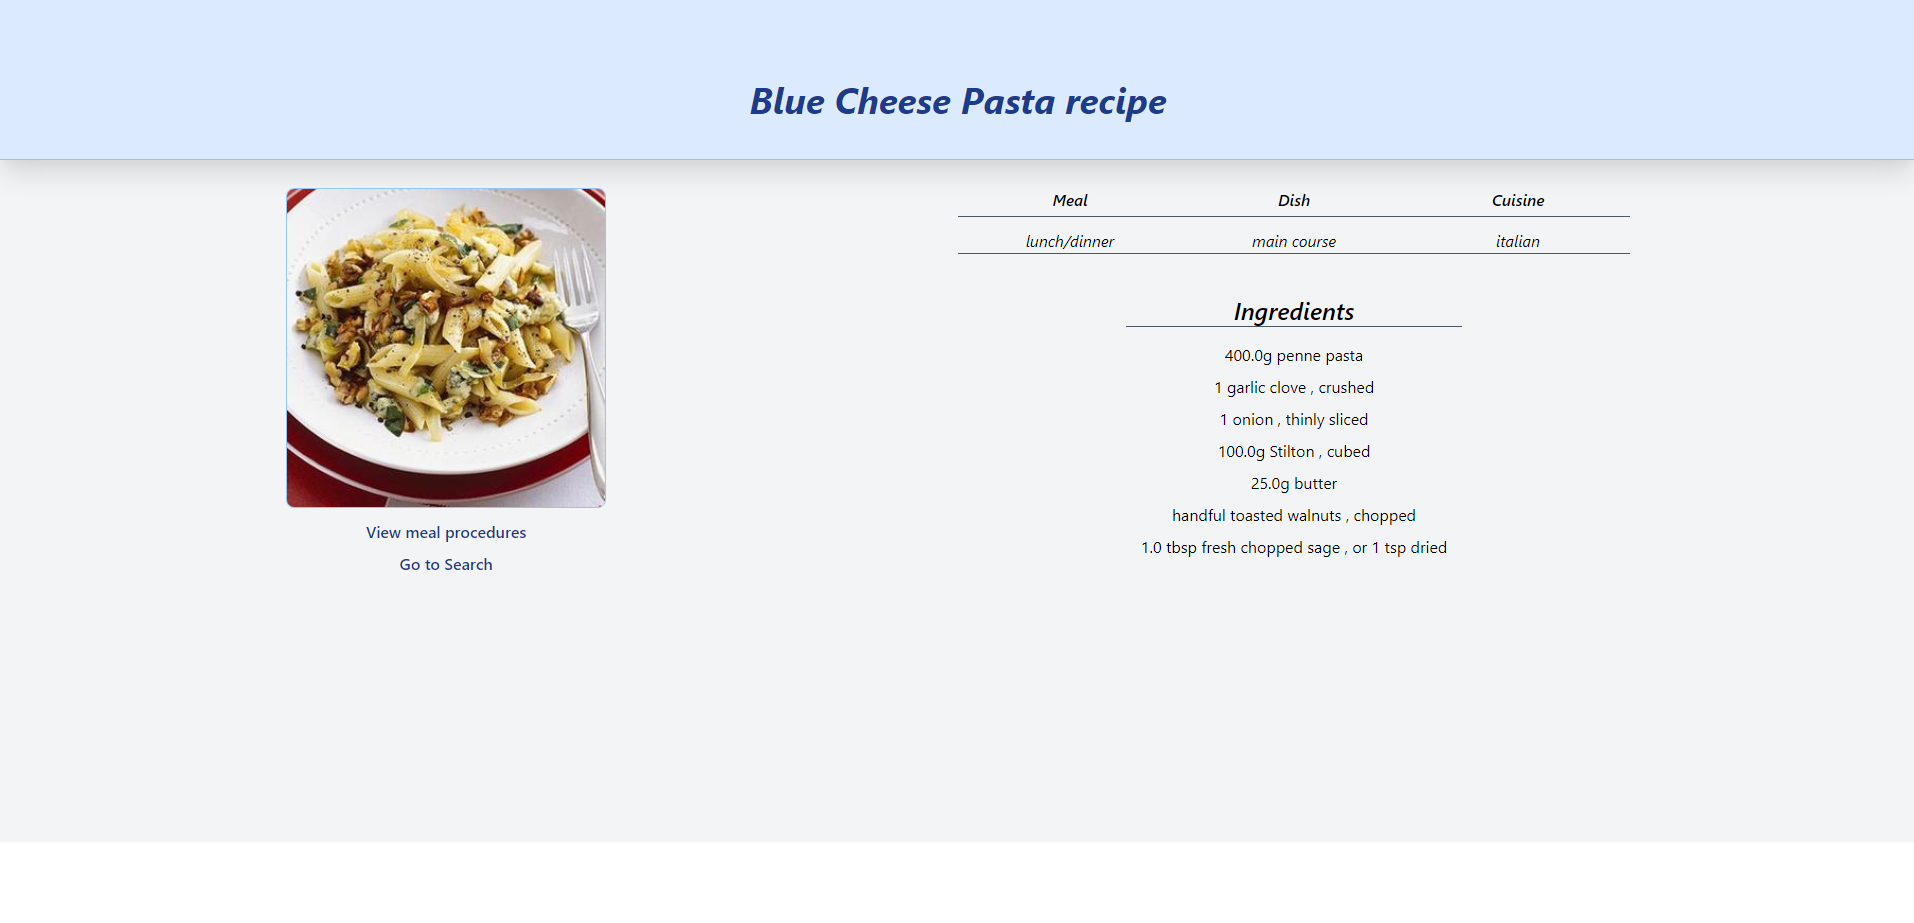 Blue Cheese Pasta recipe
View meal procedures
Go to Search
Meal Dish Cuisine
lunch/dinner main course italian
Ingredients
400.0g penne pasta
1 garlic clove , crushed
1 onion , thinly sliced
100.0g Stilton , cubed
25.0g butter
handful toasted walnuts , chopped
1.0 tbsp fresh chopped sage , or 1 tsp dried